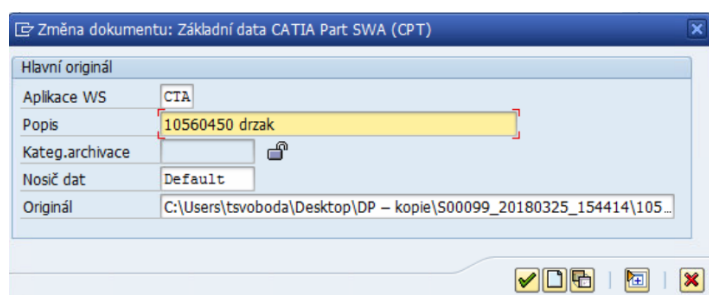 Změna dokumentu: Základní data CATIA Part SWA (CPT)
Hlavní originál
Aplikace WS CTA
Popis 10560450 drzak
Kateg.archivace
Nosič dat Default
Originál C:\Users\tsvoboda\Desktop\DP – kopie\S00099_20180325_154414\105...